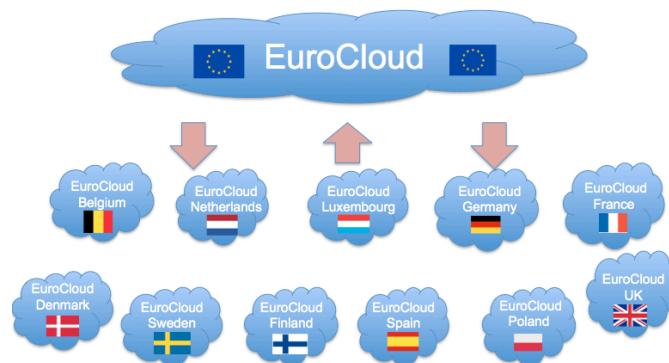 EuroCloud
EuroCloud
Belgium
EuroCloud
Netherlands
EuroCloud
Luxembourg
EuroCloud
Germany
EuroCloud
France
EuroCloud
Denmark
EuroCloud
Sweden
EuroCloud
Finland
EuroCloud
Spain
EuroCloud
Poland
EuroCloud
UK